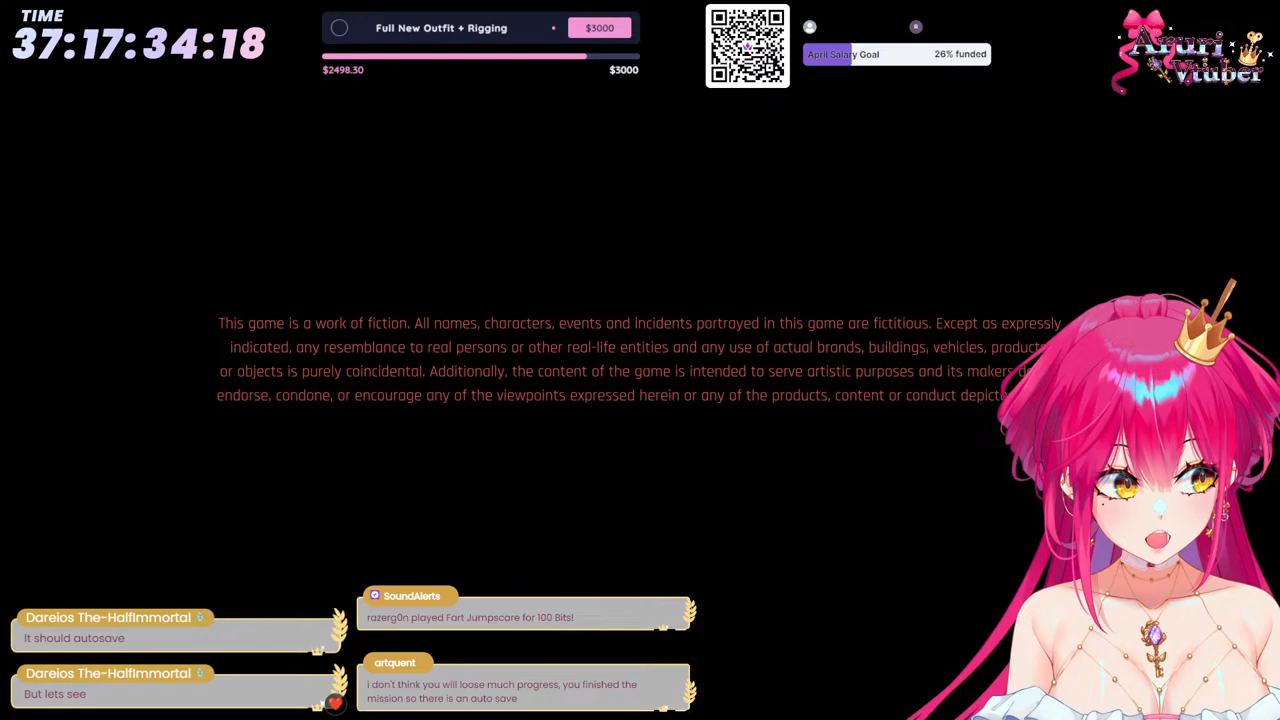 TIME
37:17:34:18
Full New Outfit + Rigging
$3000
$2498.30
$3000
April Salary Goal
26% funded
R
Aruri
Vtuber
This game is a work of fiction. All names, characters, events and incidents portrayed in this game are fictitious. Except as expressly
indicated, any resemblance to real persons or other real-life entities and any use of actual brands, buildings, vehicles,
or objects is purely coincidental. Additionally, the content of the game is intended to serve artistic purposes and its makers
endorse, condone, or encourage any of the viewpoints expressed herein or any of the products, content or conduct
Dareios The-HalfImmortal
It should autosave
Dareios The-HalfImmortal
But lets see
SoundAlerts
razerg0n played Fart Jumpscare for 100 Bits!
artquent
i don't think you will loose much progress, you finished the
mission so there is an auto save